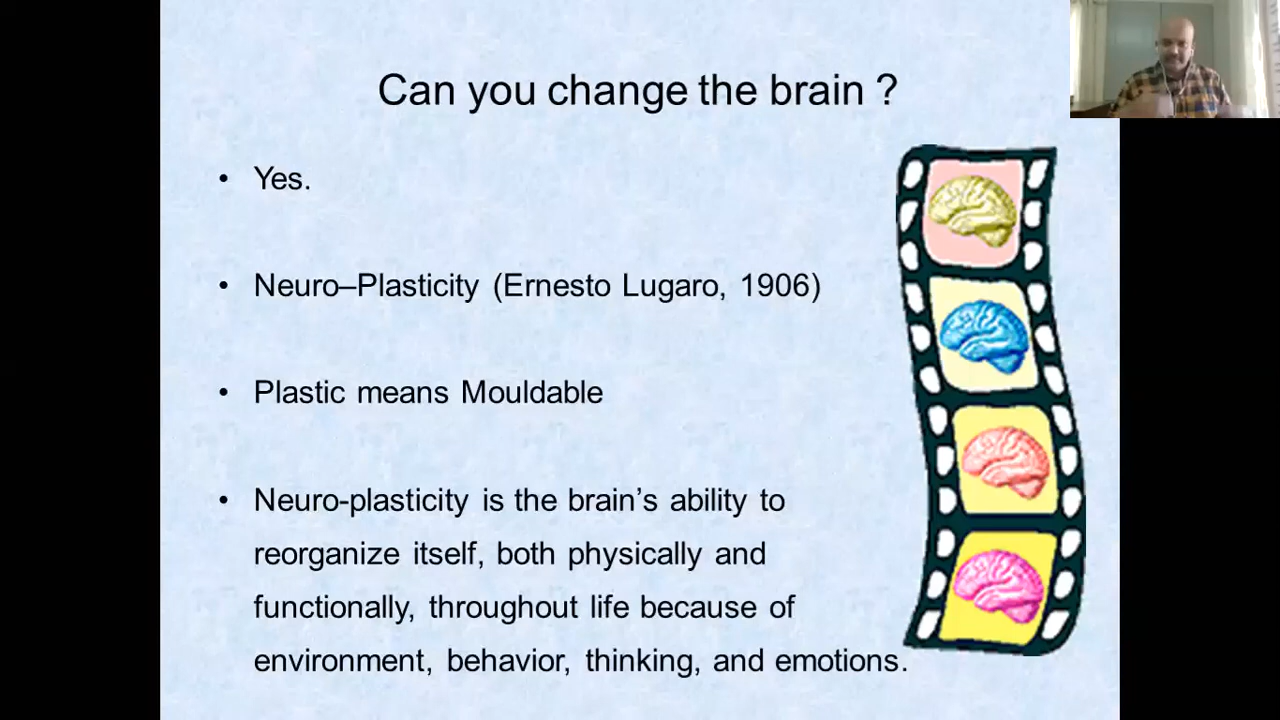 Can you change the brain ?
• Yes.
• Neuro–Plasticity (Ernesto Lugaro, 1906)
• Plastic means Mouldable
• Neuro-plasticity is the brain’s ability to
reorganize itself, both physically and
functionally, throughout life because of
environment, behavior, thinking, and emotions.